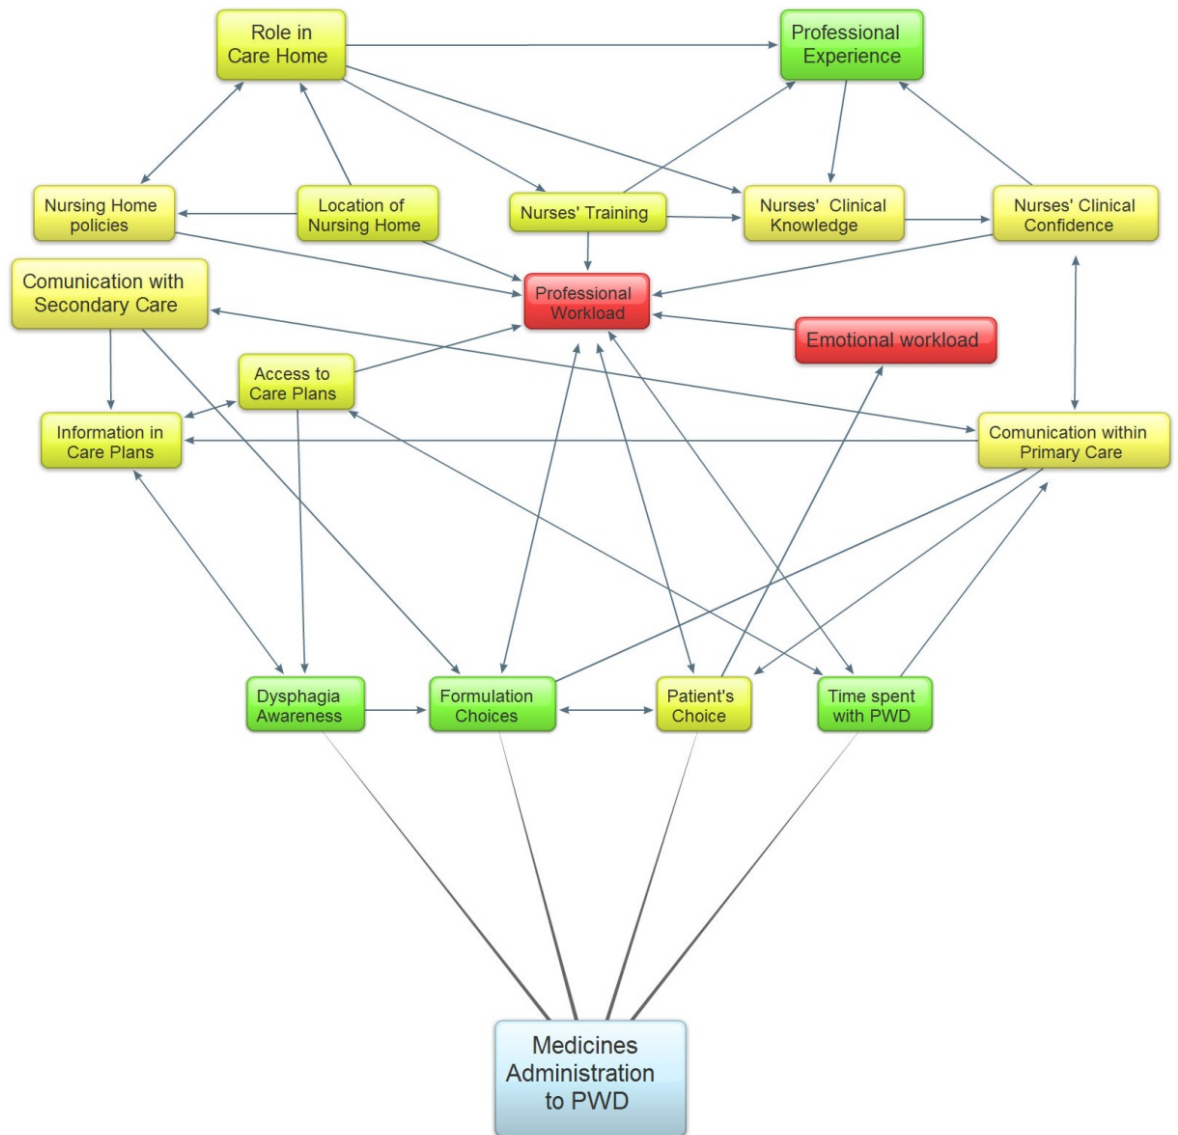 Role in
Care Home
Professional
Experience
Nursing Home
policies
Location of
Nursing Home
Nurses' Training
Nurses' Clinical
Knowledge
Nurses' Clinical
Confidence
Comunication with
Secondary Care
Professional
Workload
Emotional workload
Access to
Care Plans
Information in
Care Plans
Comunication within
Primary Care
Dysphagia
Awareness
Formulation
Choices
Patient's
Choice
Time spent
with PWD
Medicines
Administration
to PWD